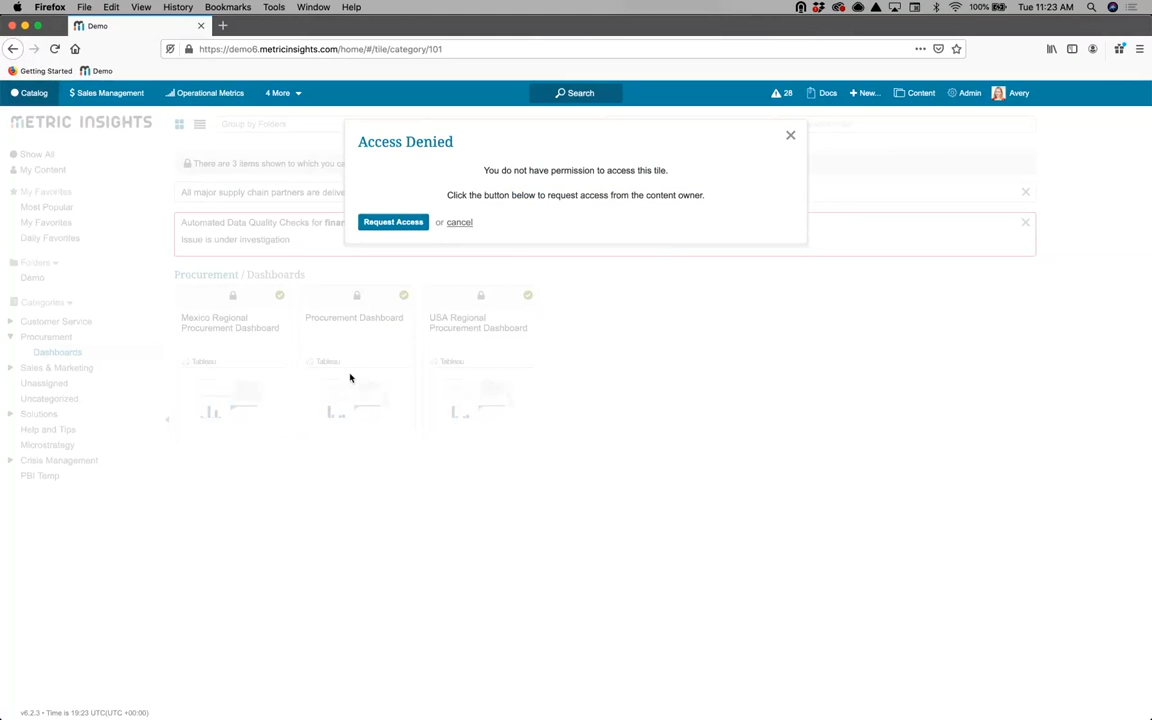 Firefox File Edit View History Bookmarks Tools Window Help 100% Tue 11:23 AM
Demo
https://demo6.metricinsights.com/home/#/tile/category/101
Getting Started Demo
Catalog $ Sales Management Operational Metrics 4 More Search 28 Docs + New... Content Admin Avery
METRIC INSIGHTS Group by Folders
Access Denied
You do not have permission to access this tile.
Click the button below to request access from the content owner.
Request Access or cancel
Show All
There are 3 items shown to which you ca
My Content
My Favorites
All major supply chain partners are delive
Most Popular
My Favorites
Automated Data Quality Checks for finan
Daily Favorites
Issue is under investigation
Folders
Demo
Procurement / Dashboards
Categories
Customer Service
Procurement
Dashboards
Sales & Marketing
Unassigned
Uncategorized
Solutions
Help and Tips
Microstrategy
Crisis Management
PBI Temp
Mexico Regional
Procurement Dashboard
Tableau
Procurement Dashboard
Tableau
USA Regional
Procurement Dashboard
Tableau
v6.2.3 • Time is 19:23 UTC(UTC +00:00)